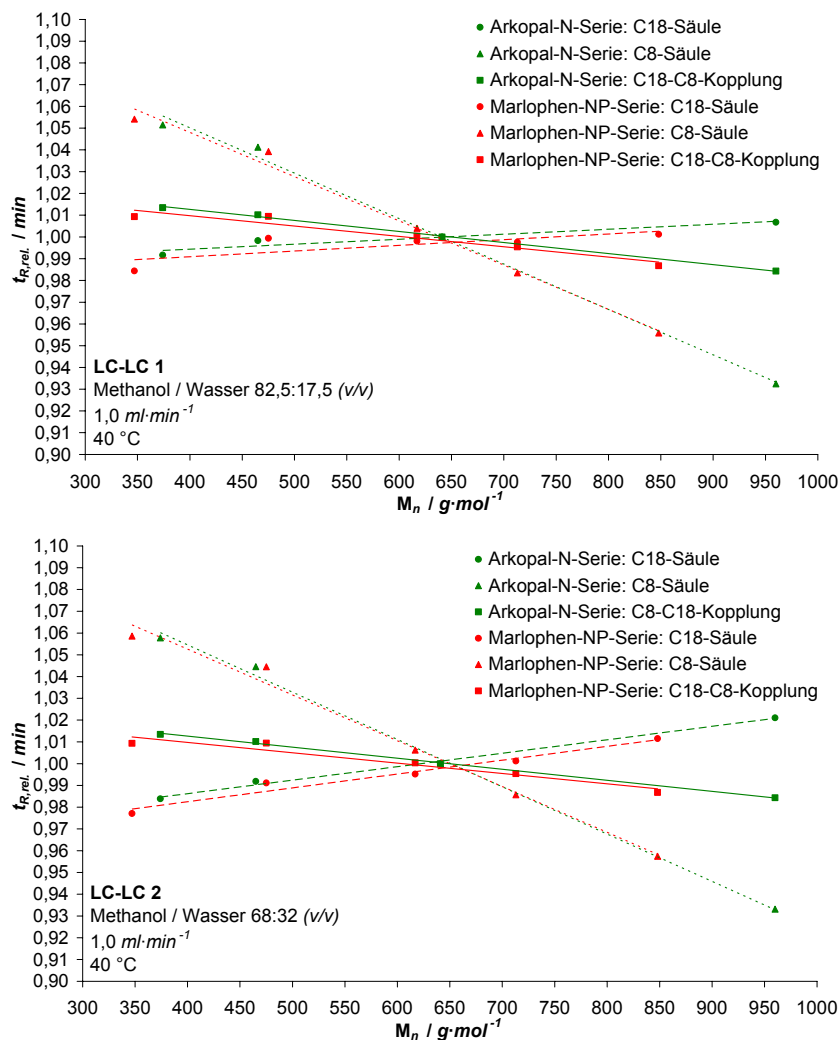 1,10
1,09
1,08
1,07
1,06
1,05
1,04
1,03
1,02
1,01
1,00
0,99
0,98
0,97
0,96
0,95
0,94
0,93
0,92
0,91
0,90
t R,rel. / min
Arkopal-N-Serie: C18-Säule
Arkopal-N-Serie: C8-Säule
Arkopal-N-Serie: C18-C8-Kopplung
Marlophen-NP-Serie: C18-Säule
Marlophen-NP-Serie: C8-Säule
Marlophen-NP-Serie: C18-C8-Kopplung
LC-LC 1
Methanol / Wasser 82,5:17,5 (v/v)
1,0 ml·min⁻¹
40 °C
300 350 400 450 500 550 600 650 700 750 800 850 900 950 1000
Mn / g·mol⁻¹
1,10
1,09
1,08
1,07
1,06
1,05
1,04
1,03
1,02
1,01
1,00
0,99
0,98
0,97
0,96
0,95
0,94
0,93
0,92
0,91
0,90
t R,rel. / min
Arkopal-N-Serie: C18-Säule
Arkopal-N-Serie: C8-Säule
Arkopal-N-Serie: C8-C18-Kopplung
Marlophen-NP-Serie: C18-Säule
Marlophen-NP-Serie: C8-Säule
Marlophen-NP-Serie: C18-C8-Kopplung
LC-LC 2
Methanol / Wasser 68:32 (v/v)
1,0 ml·min⁻¹
40 °C
300 350 400 450 500 550 600 650 700 750 800 850 900 950 1000
Mn / g·mol⁻¹